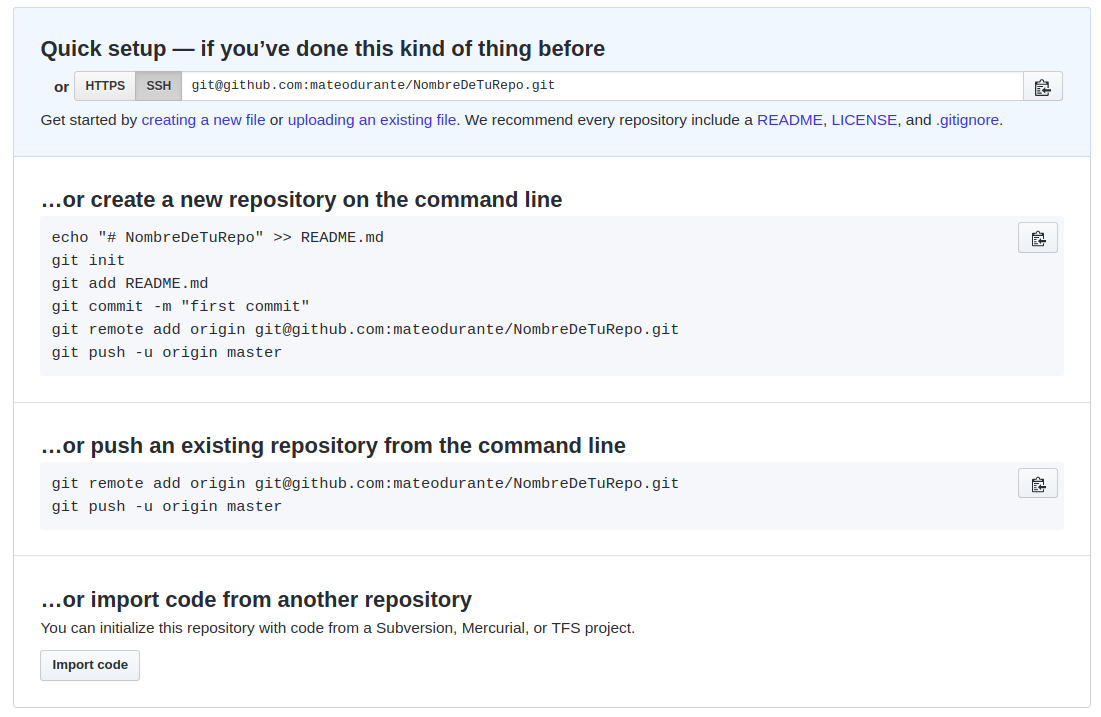 Quick setup — if you’ve done this kind of thing before
or HTTPS SSH git@github.com:mateodurante/NombreDeTuRepo.git
Get started by creating a new file or uploading an existing file. We recommend every repository include a README, LICENSE, and .gitignore.
…or create a new repository on the command line
echo "# NombreDeTuRepo" >> README.md
git init
git add README.md
git commit -m "first commit"
git remote add origin git@github.com:mateodurante/NombreDeTuRepo.git
git push -u origin master
…or push an existing repository from the command line
git remote add origin git@github.com:mateodurante/NombreDeTuRepo.git
git push -u origin master
…or import code from another repository
You can initialize this repository with code from a Subversion, Mercurial, or TFS project.
Import code